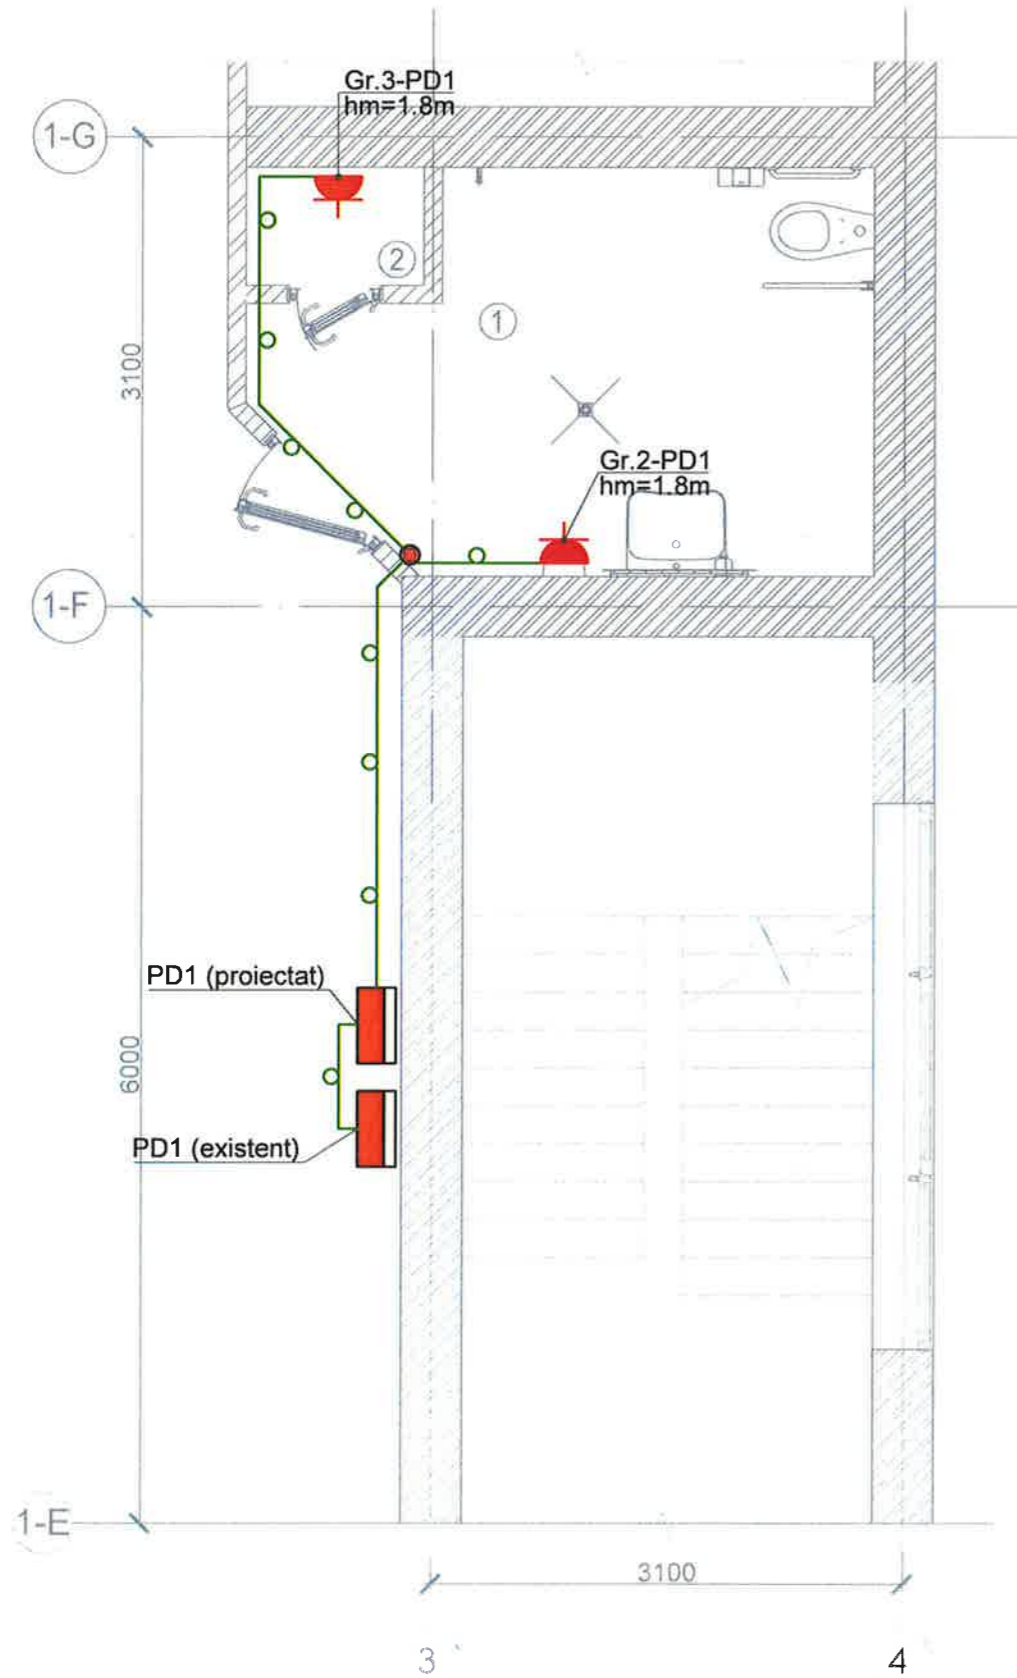 Gr.3-PD1
hm=1.8m
1-G
2
1
3100
Gr.2-PD1
hm=1.8m
1-F
PD1 (proiectat)
6000
PD1 (existent)
1-E
3100
3
4